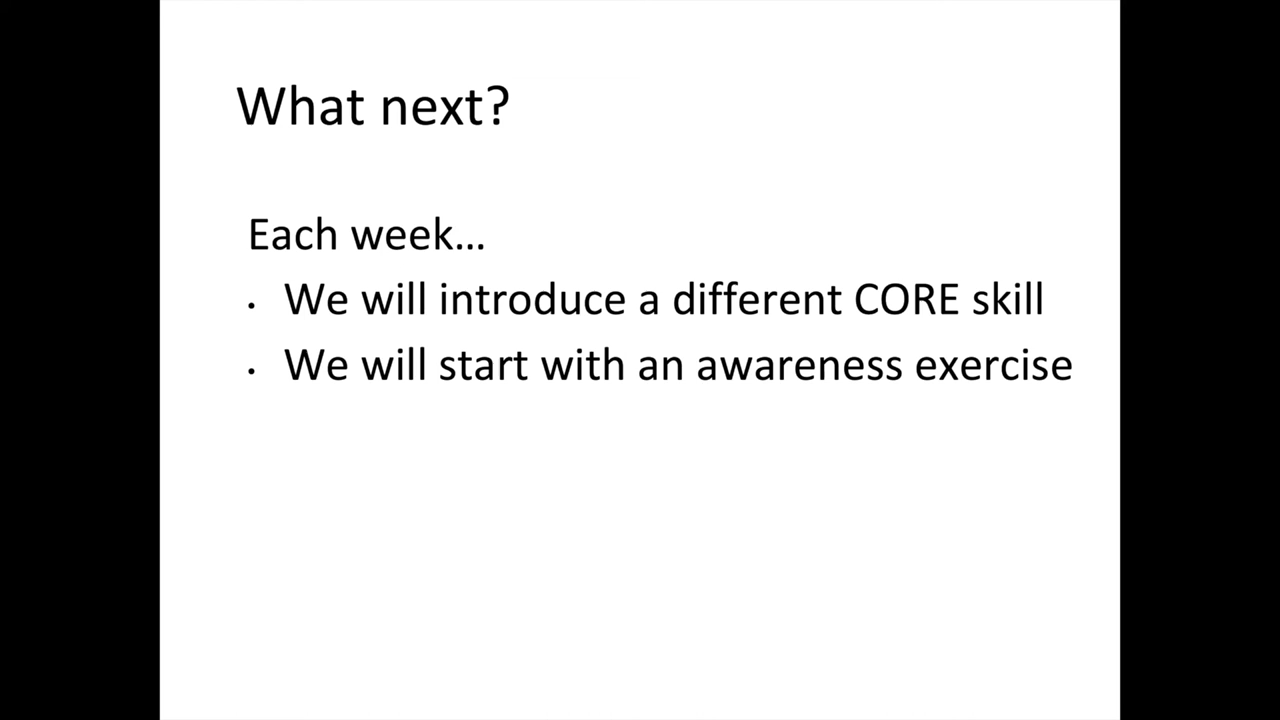 What next?
Each week...
• We will introduce a different CORE skill
• We will start with an awareness exercise